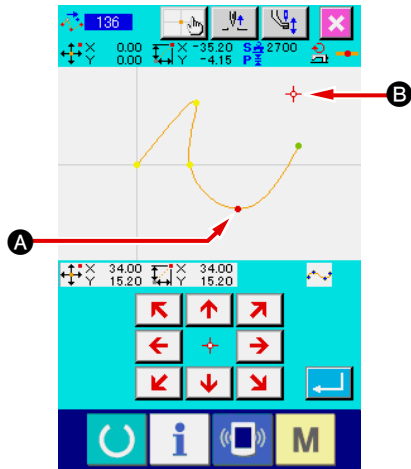 136
X 0.00 X -35.20 S 2700
Y 0.00 Y -4.15 P
B
A
X 34.00 X 34.00
Y 15.20 Y 15.20
i M